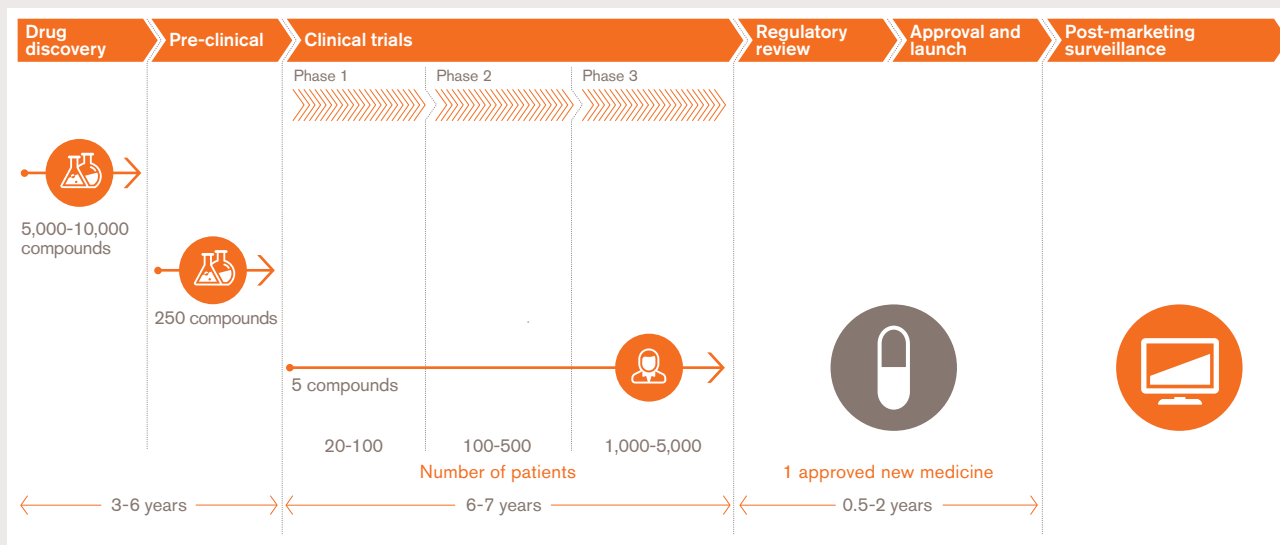 Drug
discovery
Pre-clinical
Clinical trials
Regulatory
review
Approval and
launch
Post-marketing
surveillance
Phase 1
Phase 2
Phase 3
5,000-10,000
compounds
250 compounds
5 compounds
20-100
100-500
1,000-5,000
Number of patients
1 approved new medicine
3-6 years
6-7 years
0.5-2 years